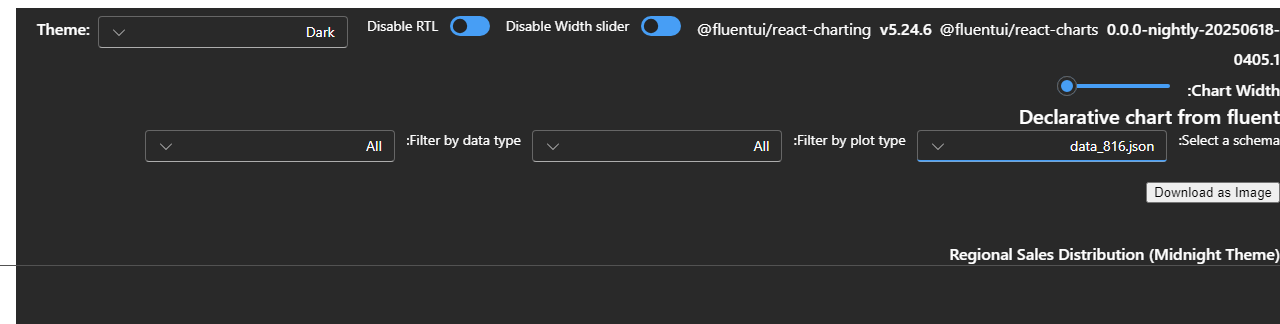 Theme: Dark Disable RTL Disable Width slider @fluentui/react-charting v5.24.6 @fluentui/react-charts 0.0.0-nightly-20250618-
0405.1
:Chart Width
Declarative chart from fluent
:Select a schema data_816.json :Filter by plot type All :Filter by data type All
Download as Image
Regional Sales Distribution (Midnight Theme)